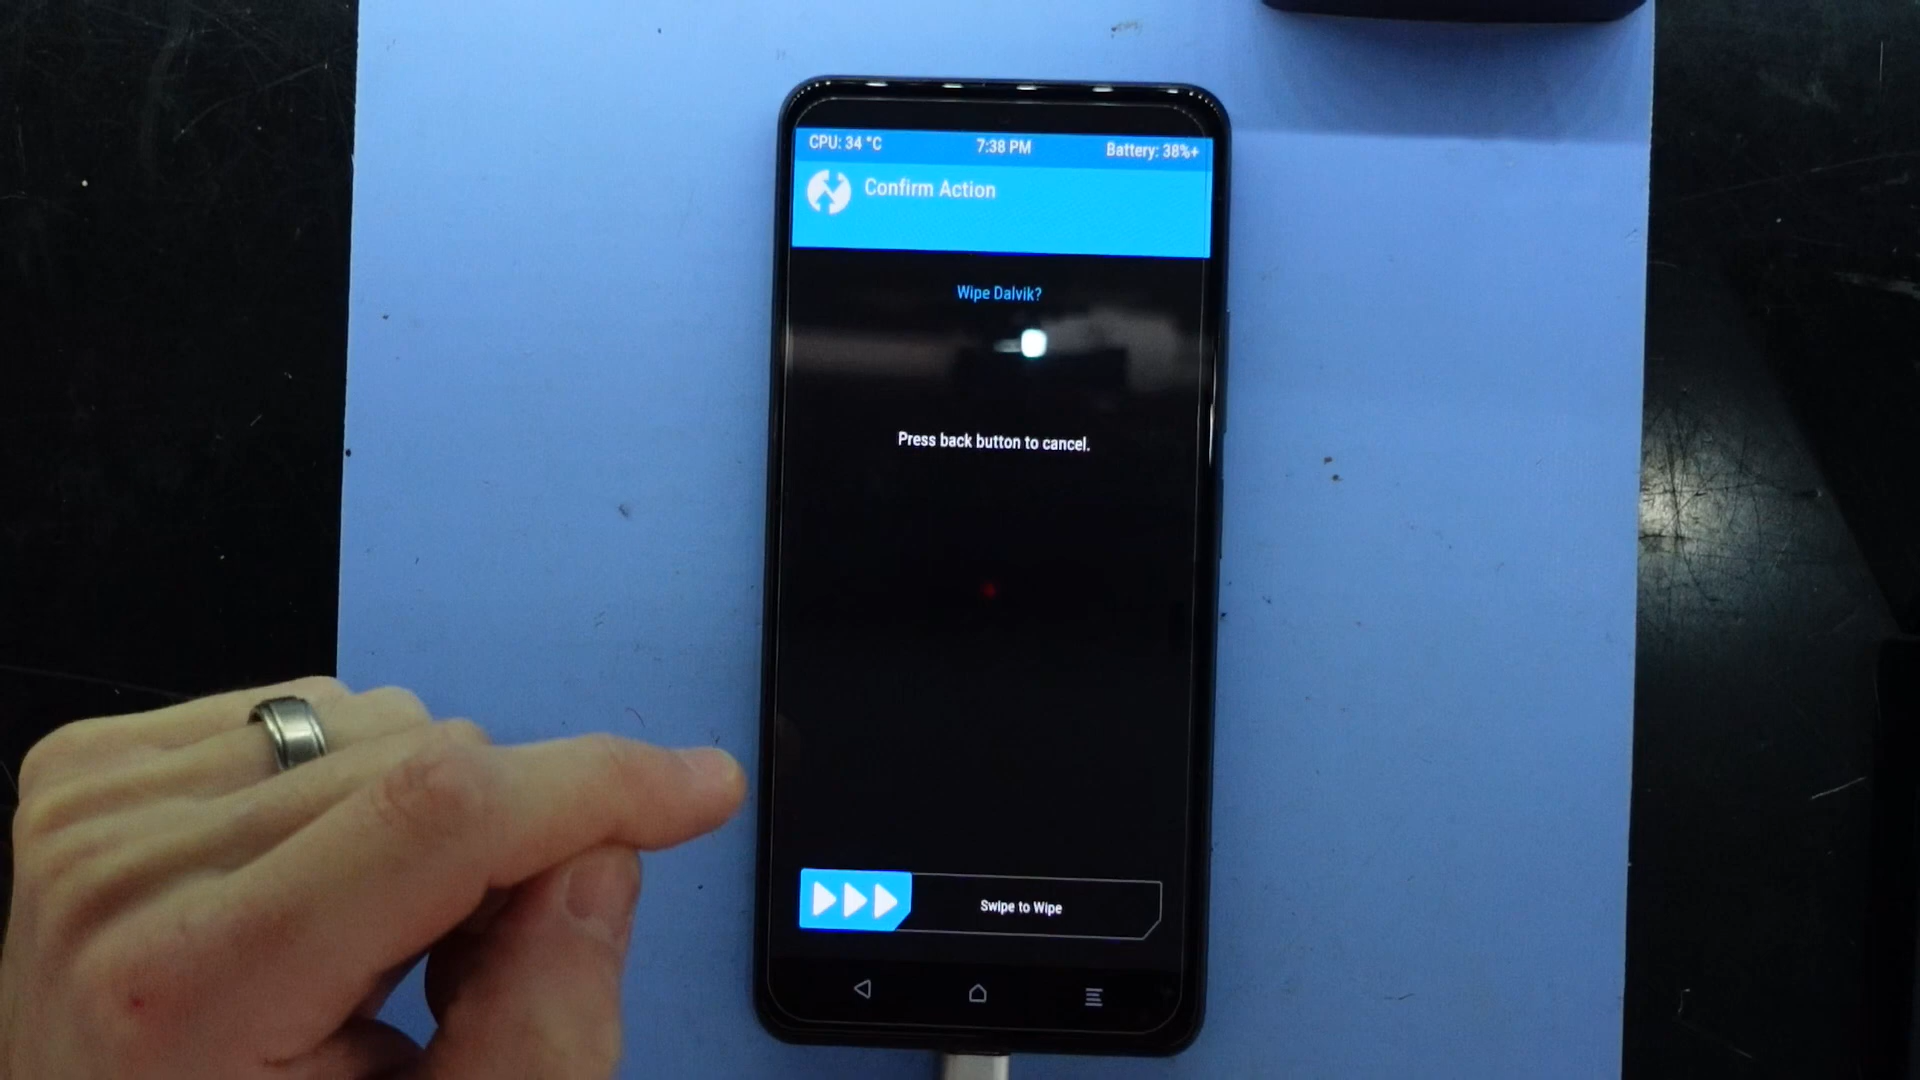 CPU: 34 °C 7:38 PM Battery: 38%+
Confirm Action
Wipe Dalvik?
Press back button to cancel.
Swipe to Wipe